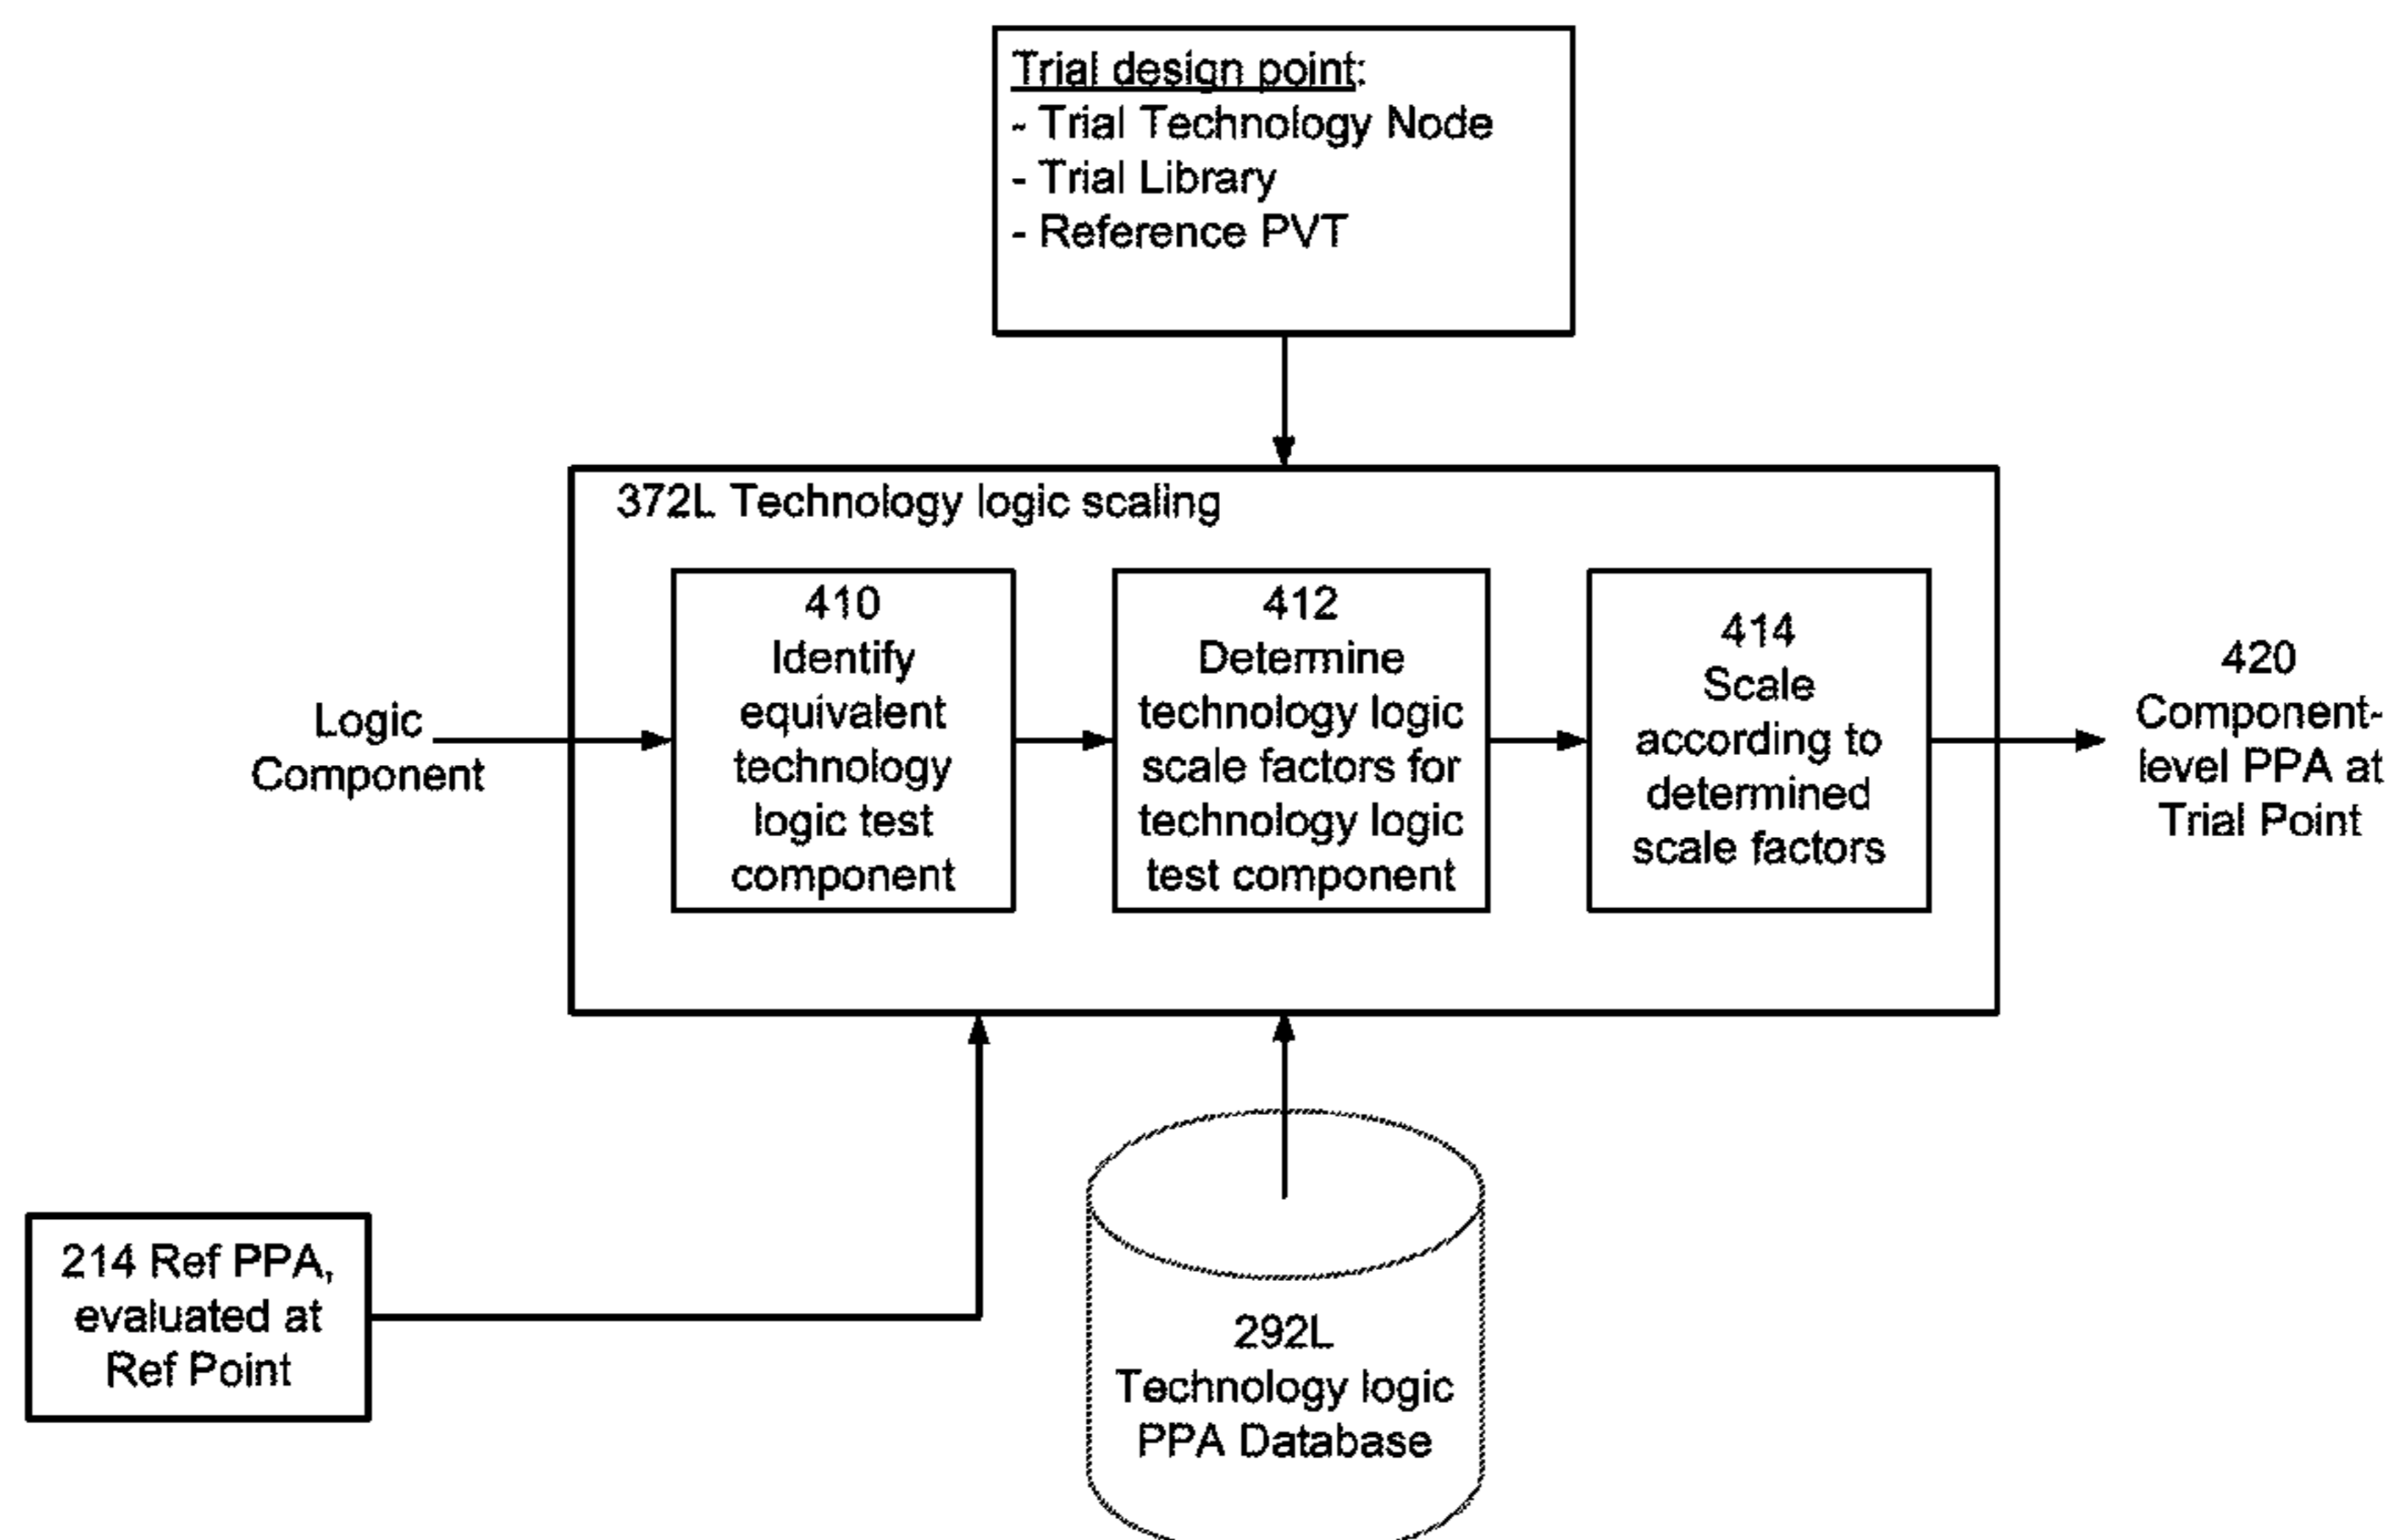 Trial design point:
- Trial Technology Node
- Trial Library
- Reference PVT
372L Technology logic scaling
Logic
Component
410
Identify
equivalent
technology
logic test
component
412
Determine
technology logic
scale factors for
technology logic
test component
414
Scale
according to
determined
scale factors
420
Component-
level PPA at
Trial Point
214 Ref PPA,
evaluated at
Ref Point
292L
Technology logic
PPA Database